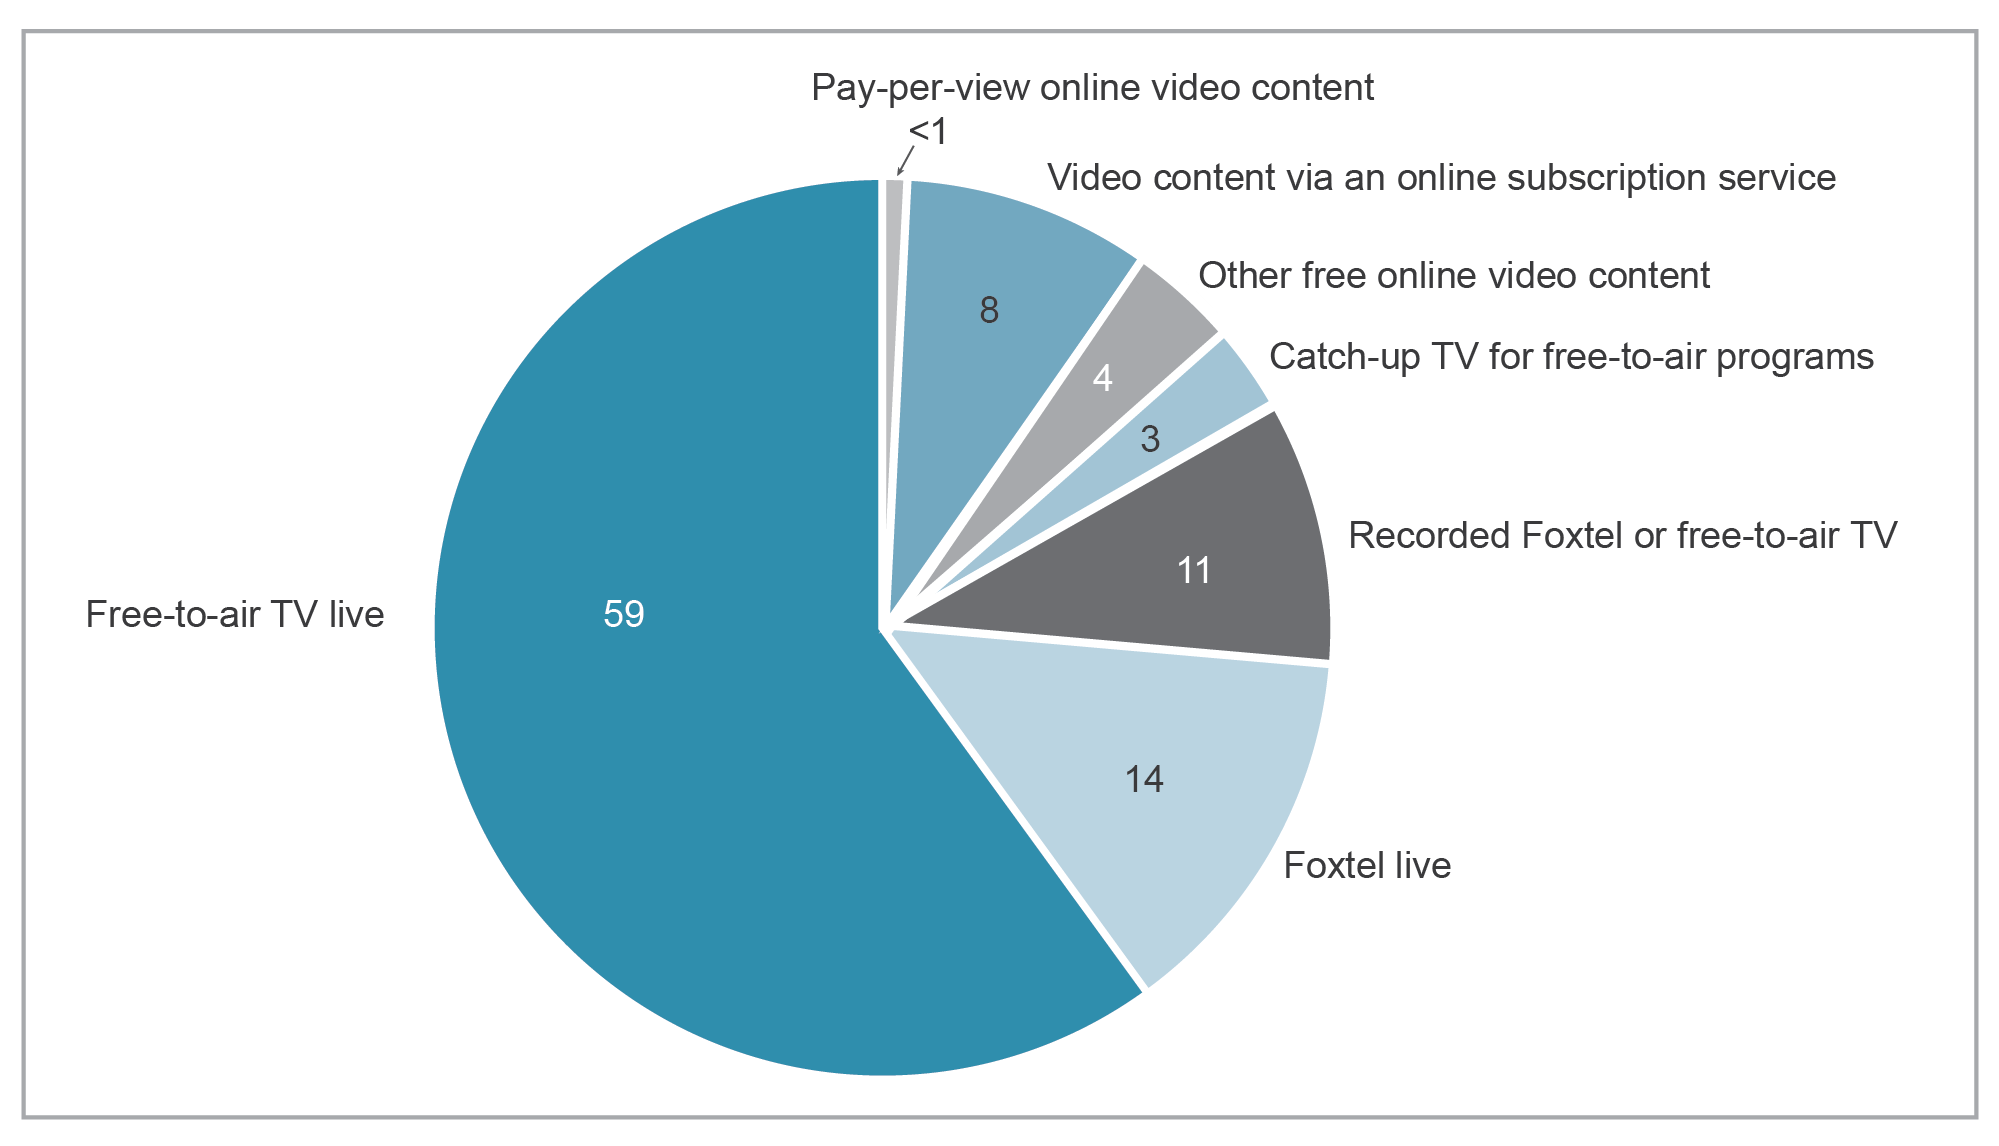 Pay-per-view online video content
<1
Video content via an online subscription service
8
Other free online video content
4
Catch-up TV for free-to-air programs
3
Recorded Foxtel or free-to-air TV
11
Free-to-air TV live
59
14
Foxtel live